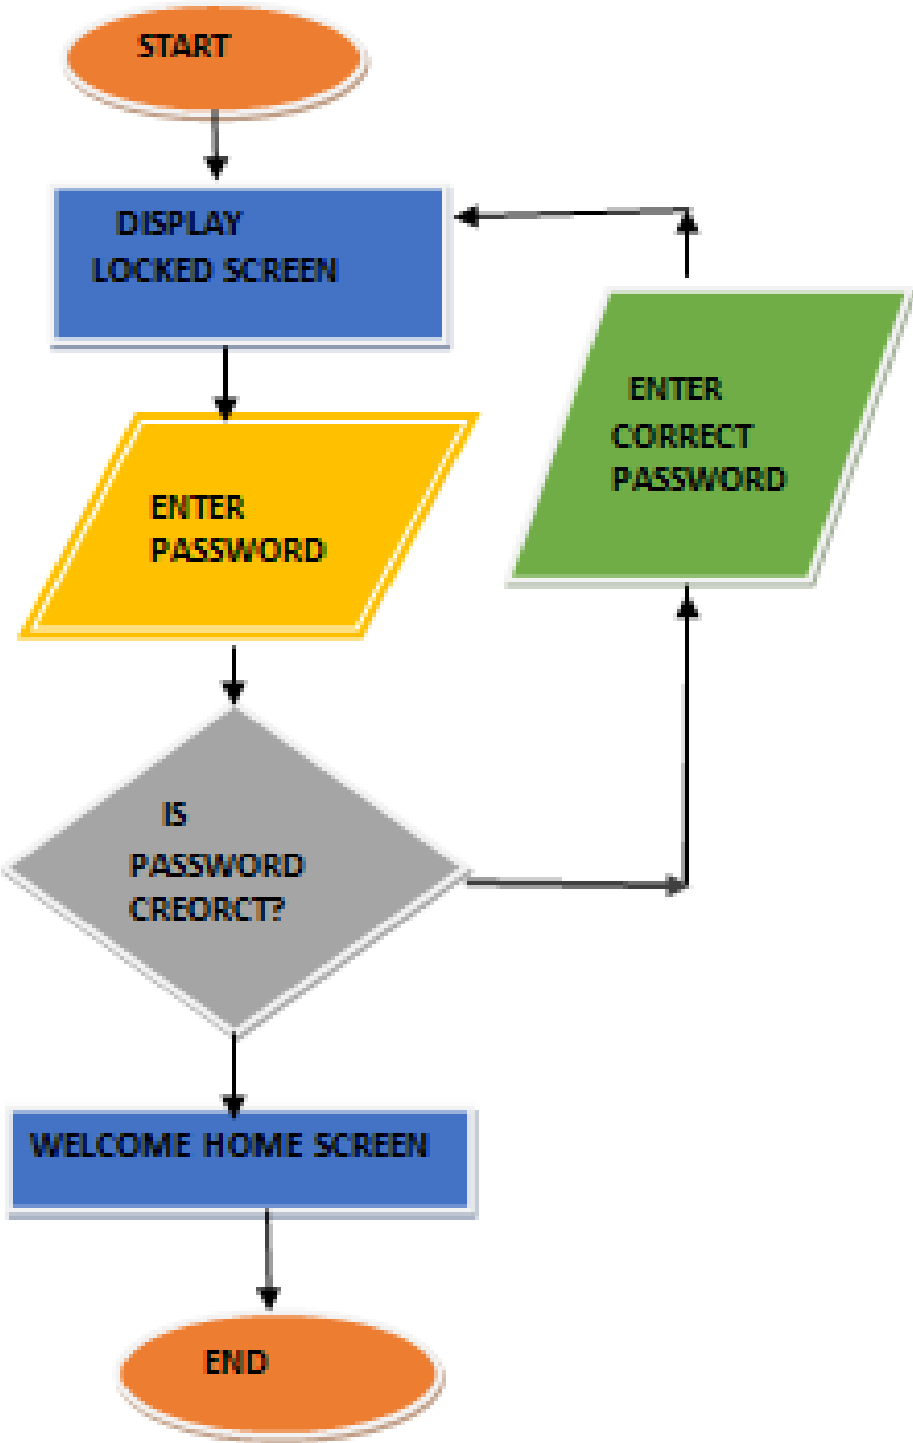 START
DISPLAY
LOCKED SCREEN
ENTER
PASSWORD
ENTER
CORRECT
PASSWORD
IS
PASSWORD
CREORCT?
WELCOME HOME SCREEN
END